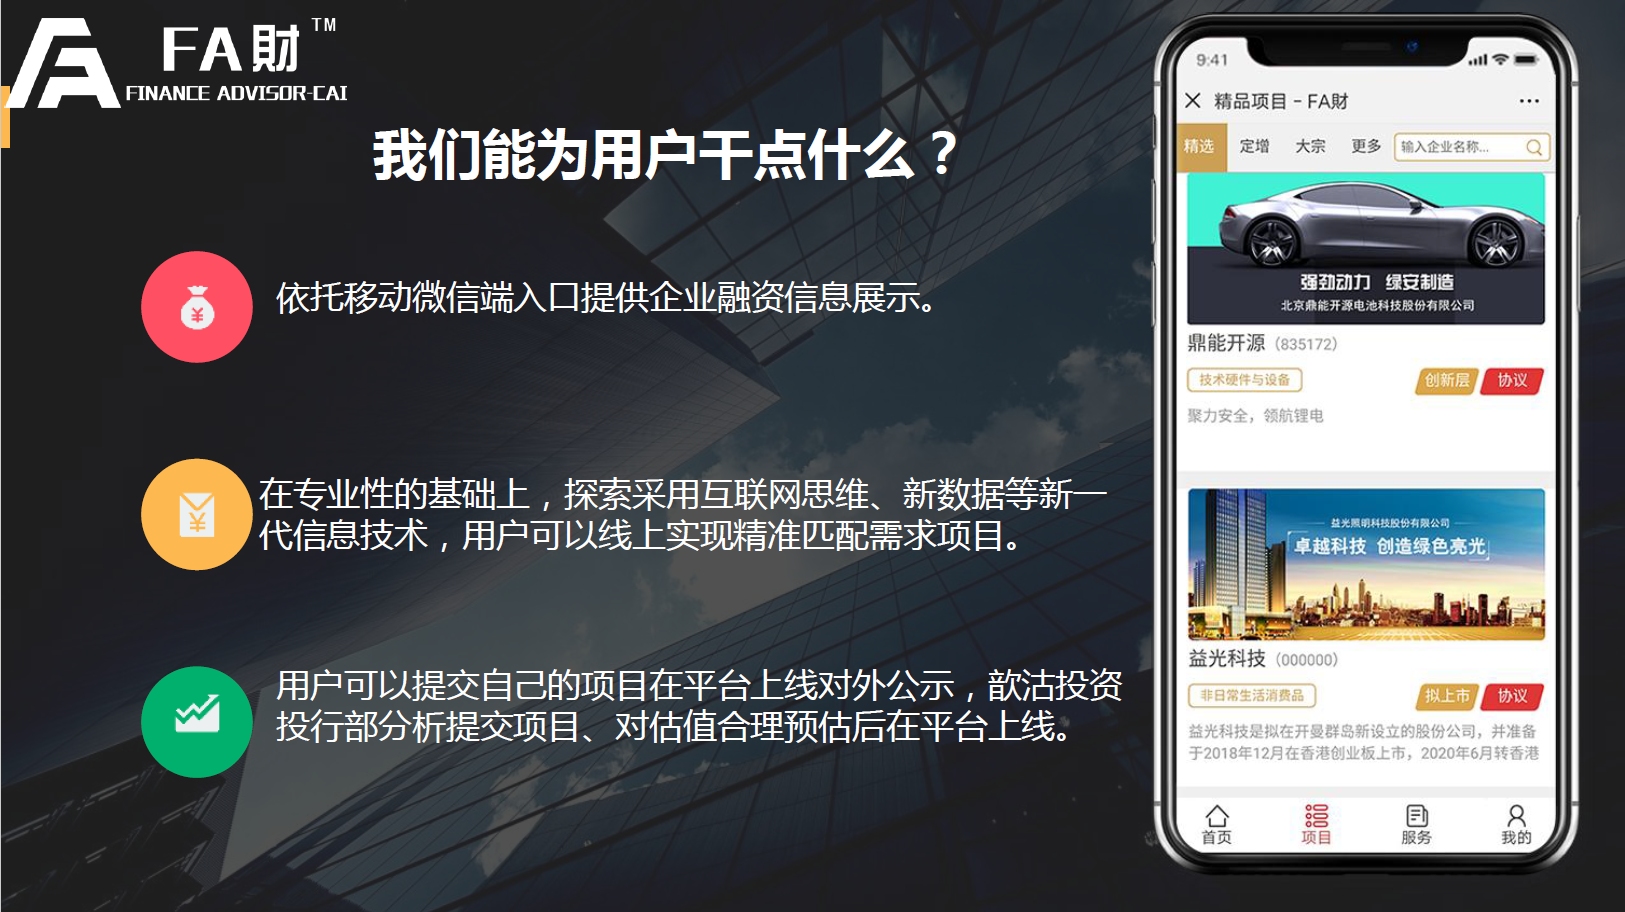 FA財™
FINANCE ADVISOR-CAI
我们能为用户干点什么？
依托移动微信端入口提供企业融资信息展示。
在专业性的基础上，探索采用互联网思维、新数据等新一
代信息技术，用户可以线上实现精准匹配需求项目。
用户可以提交自己的项目在平台上线对外公示，歆沽投资
投行部分析提交项目、对估值合理预估后在平台上线。
9:41
精品项目 - FA財
精选 定增 大宗 更多 输入企业名称...
强劲动力 绿安制造
北京鼎能开源电池科技股份有限公司
鼎能开源（835172）
技术硬件与设备 创新层 协议
聚力安全，领航锂电
益光照明科技股份有限公司
卓越科技 创造绿色亮光
益光科技（000000）
非日常生活消费品 拟上市 协议
益光科技是拟在开曼群岛新设立的股份公司，并准备
于2018年12月在香港创业板上市，2020年6月转香港
首页 项目 服务 我的